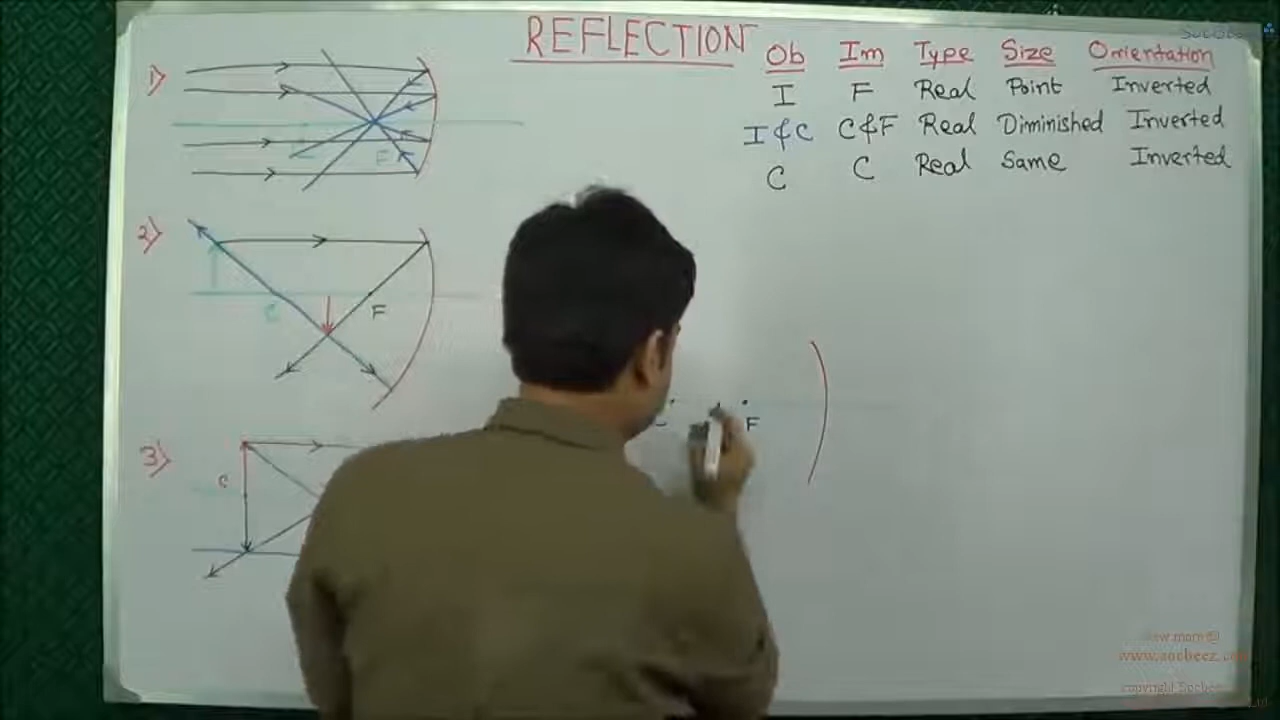 REFLECTION
Ob Im Type Size Orientation
I F Real Point Inverted
I & C C & F Real Diminished Inverted
C C Real Same Inverted
1)
F
2)
C F
3)
C
F
www.aocbeez.com